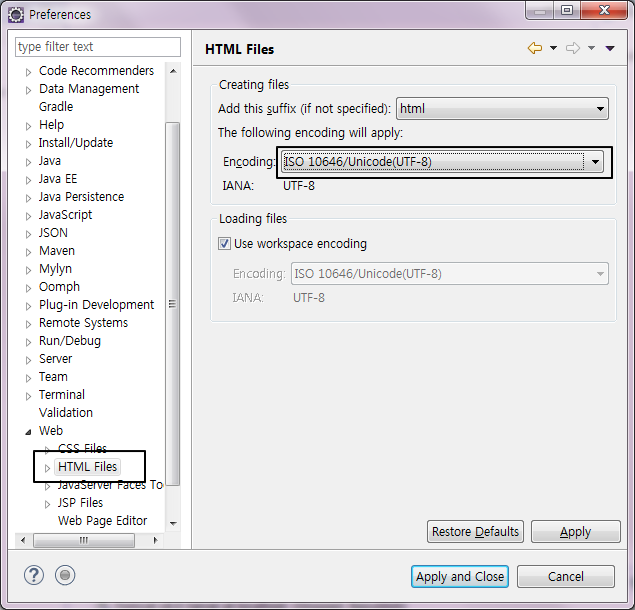 Preferences
type filter text
Code Recommenders
Data Management
Gradle
Help
Install/Update
Java
Java EE
Java Persistence
JavaScript
JSON
Maven
Mylyn
Oomph
Plug-in Development
Remote Systems
Run/Debug
Server
Team
Terminal
Validation
Web
CSS Files
HTML Files
JavaServer Faces To
JSP Files
Web Page Editor
HTML Files
Creating files
Add this suffix (if not specified): html
The following encoding will apply:
Encoding: ISO 10646/Unicode(UTF-8)
IANA: UTF-8
Loading files
Use workspace encoding
Encoding: ISO 10646/Unicode(UTF-8)
IANA: UTF-8
Restore Defaults Apply
? Apply and Close Cancel